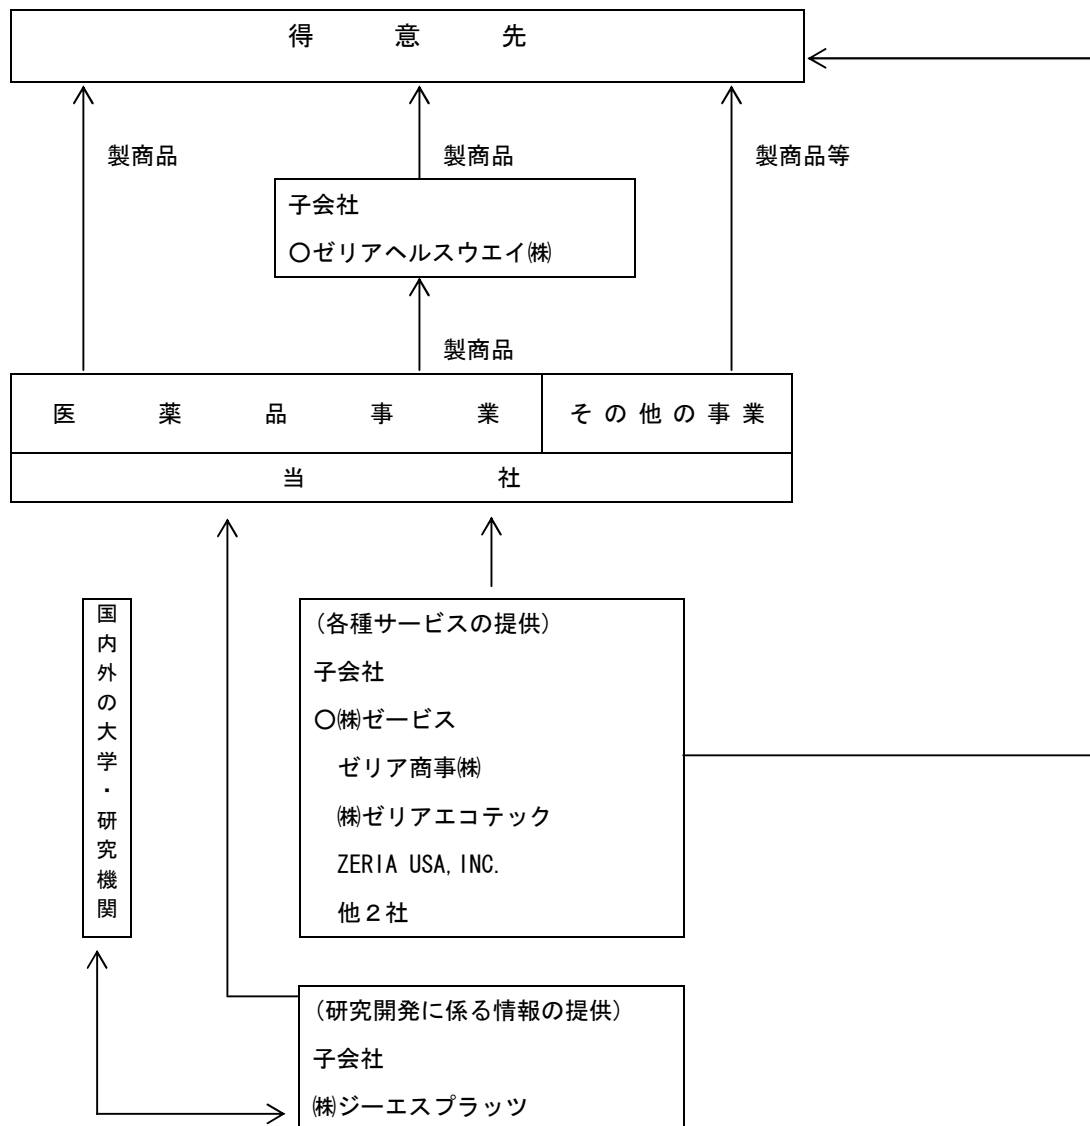 得意先
製商品
製商品
製商品等
子会社
〇ゼリアヘルスウエイ㈱
製商品
医薬品事業
その他の事業
当社
国内外の大学・研究機関
(各種サービスの提供)
子会社
〇㈱ゼービス
ゼリア商事㈱
㈱ゼリアエコテック
ZERIA USA,INC.
他２社
(研究開発に係る情報の提供)
子会社
㈱ジーエスプラッツ